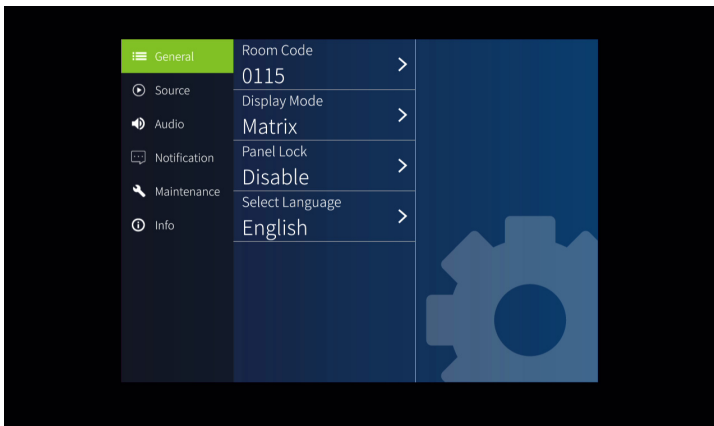 General
Source
Audio
Notification
Maintenance
Info
Room Code
0115
Display Mode
Matrix
Panel Lock
Disable
Select Language
English